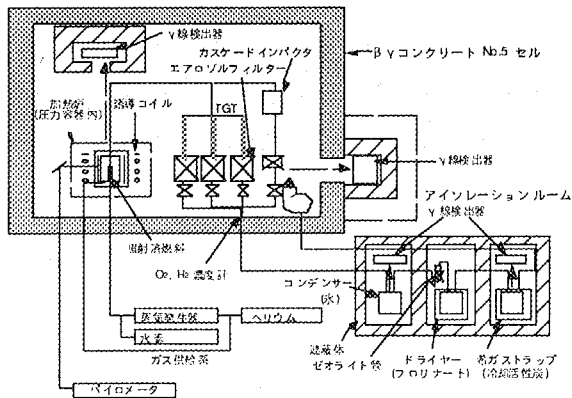 γ線検出器
カスケードインパクタ
エアロゾルフィルター
βγコンクリートNo.5 セル
加熱炉
(圧力容器内)
誘導コイル
TGT
γ線検出器
アイソレーションルーム
γ線検出器
照射済燃料
O₂, H₂ 濃度計
コンデンサー
(氷)
蒸気発生器
ヘリウム
水素
ガス供給系
遮蔽体
ゼオライト管
ドライヤー
(フロリナート)
希ガストラップ
(冷却活性炭)
パイロメータ